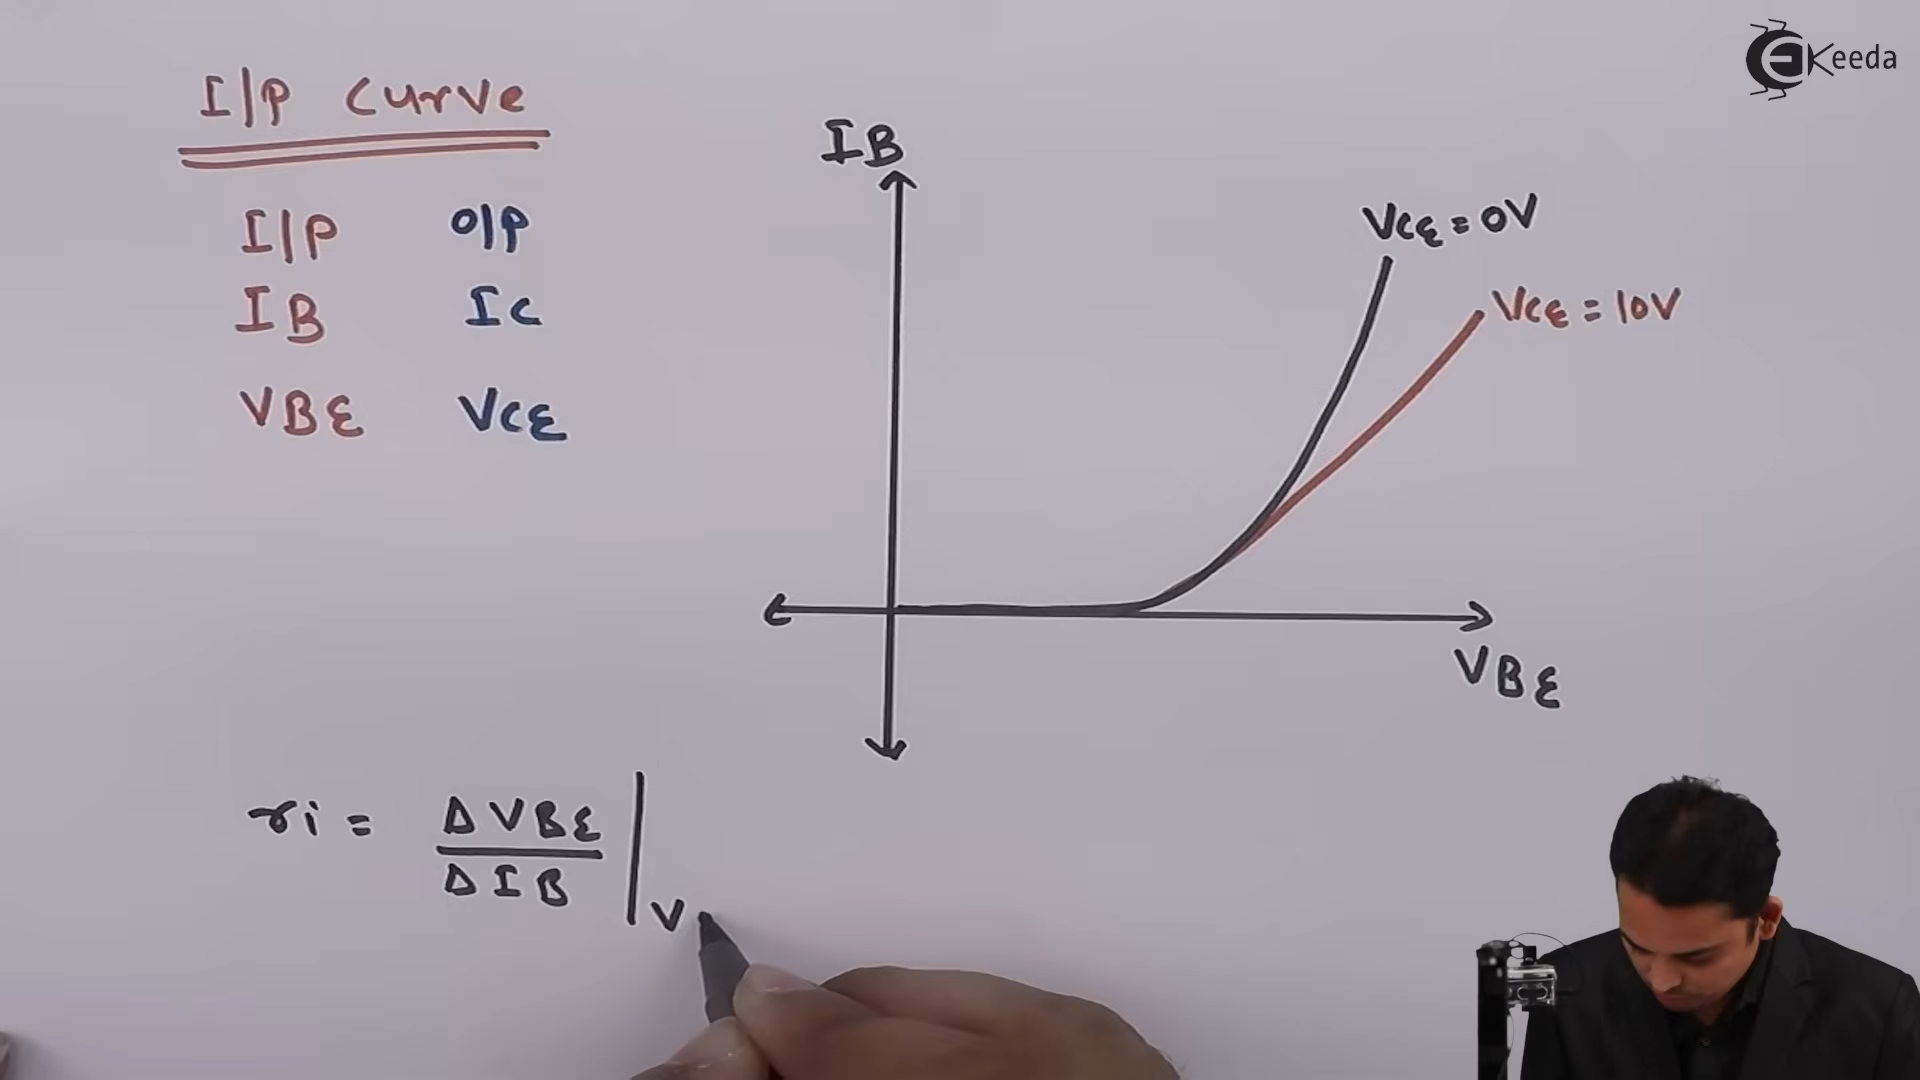 I/P Curve
I/P O/P
IB IC
VBE VCE
IB
VCE = 0V
VCE = 10V
VBE
ri = ΔVBE / ΔIB | V
EKeeda